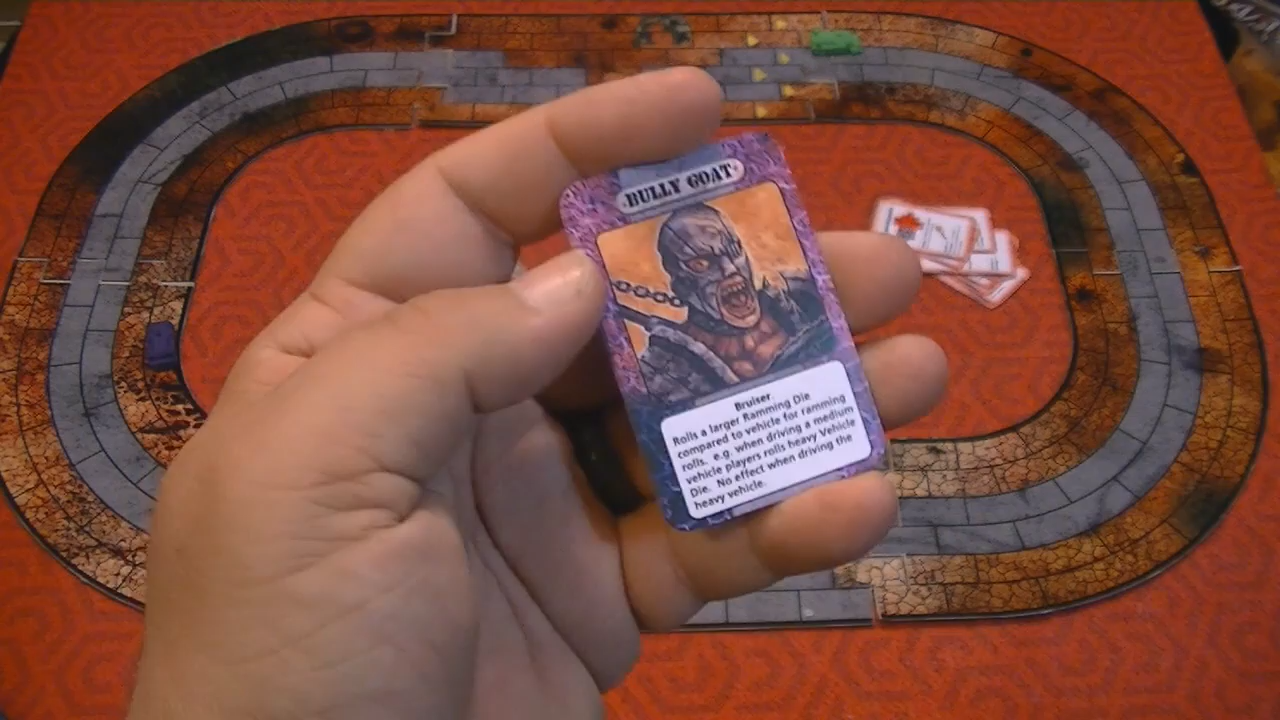 BULLY GOAT
Bruiser
Rolls a larger Ramming Die
compared to vehicle for ramming
rolls. e.g. when driving a medium
vehicle players rolls heavy Vehicle
Die. No effect when driving the
heavy vehicle.